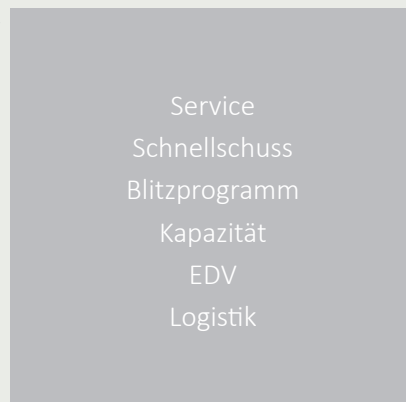 Service
Schnellschuss
Blitzprogramm
Kapazität
EDV
Logistik